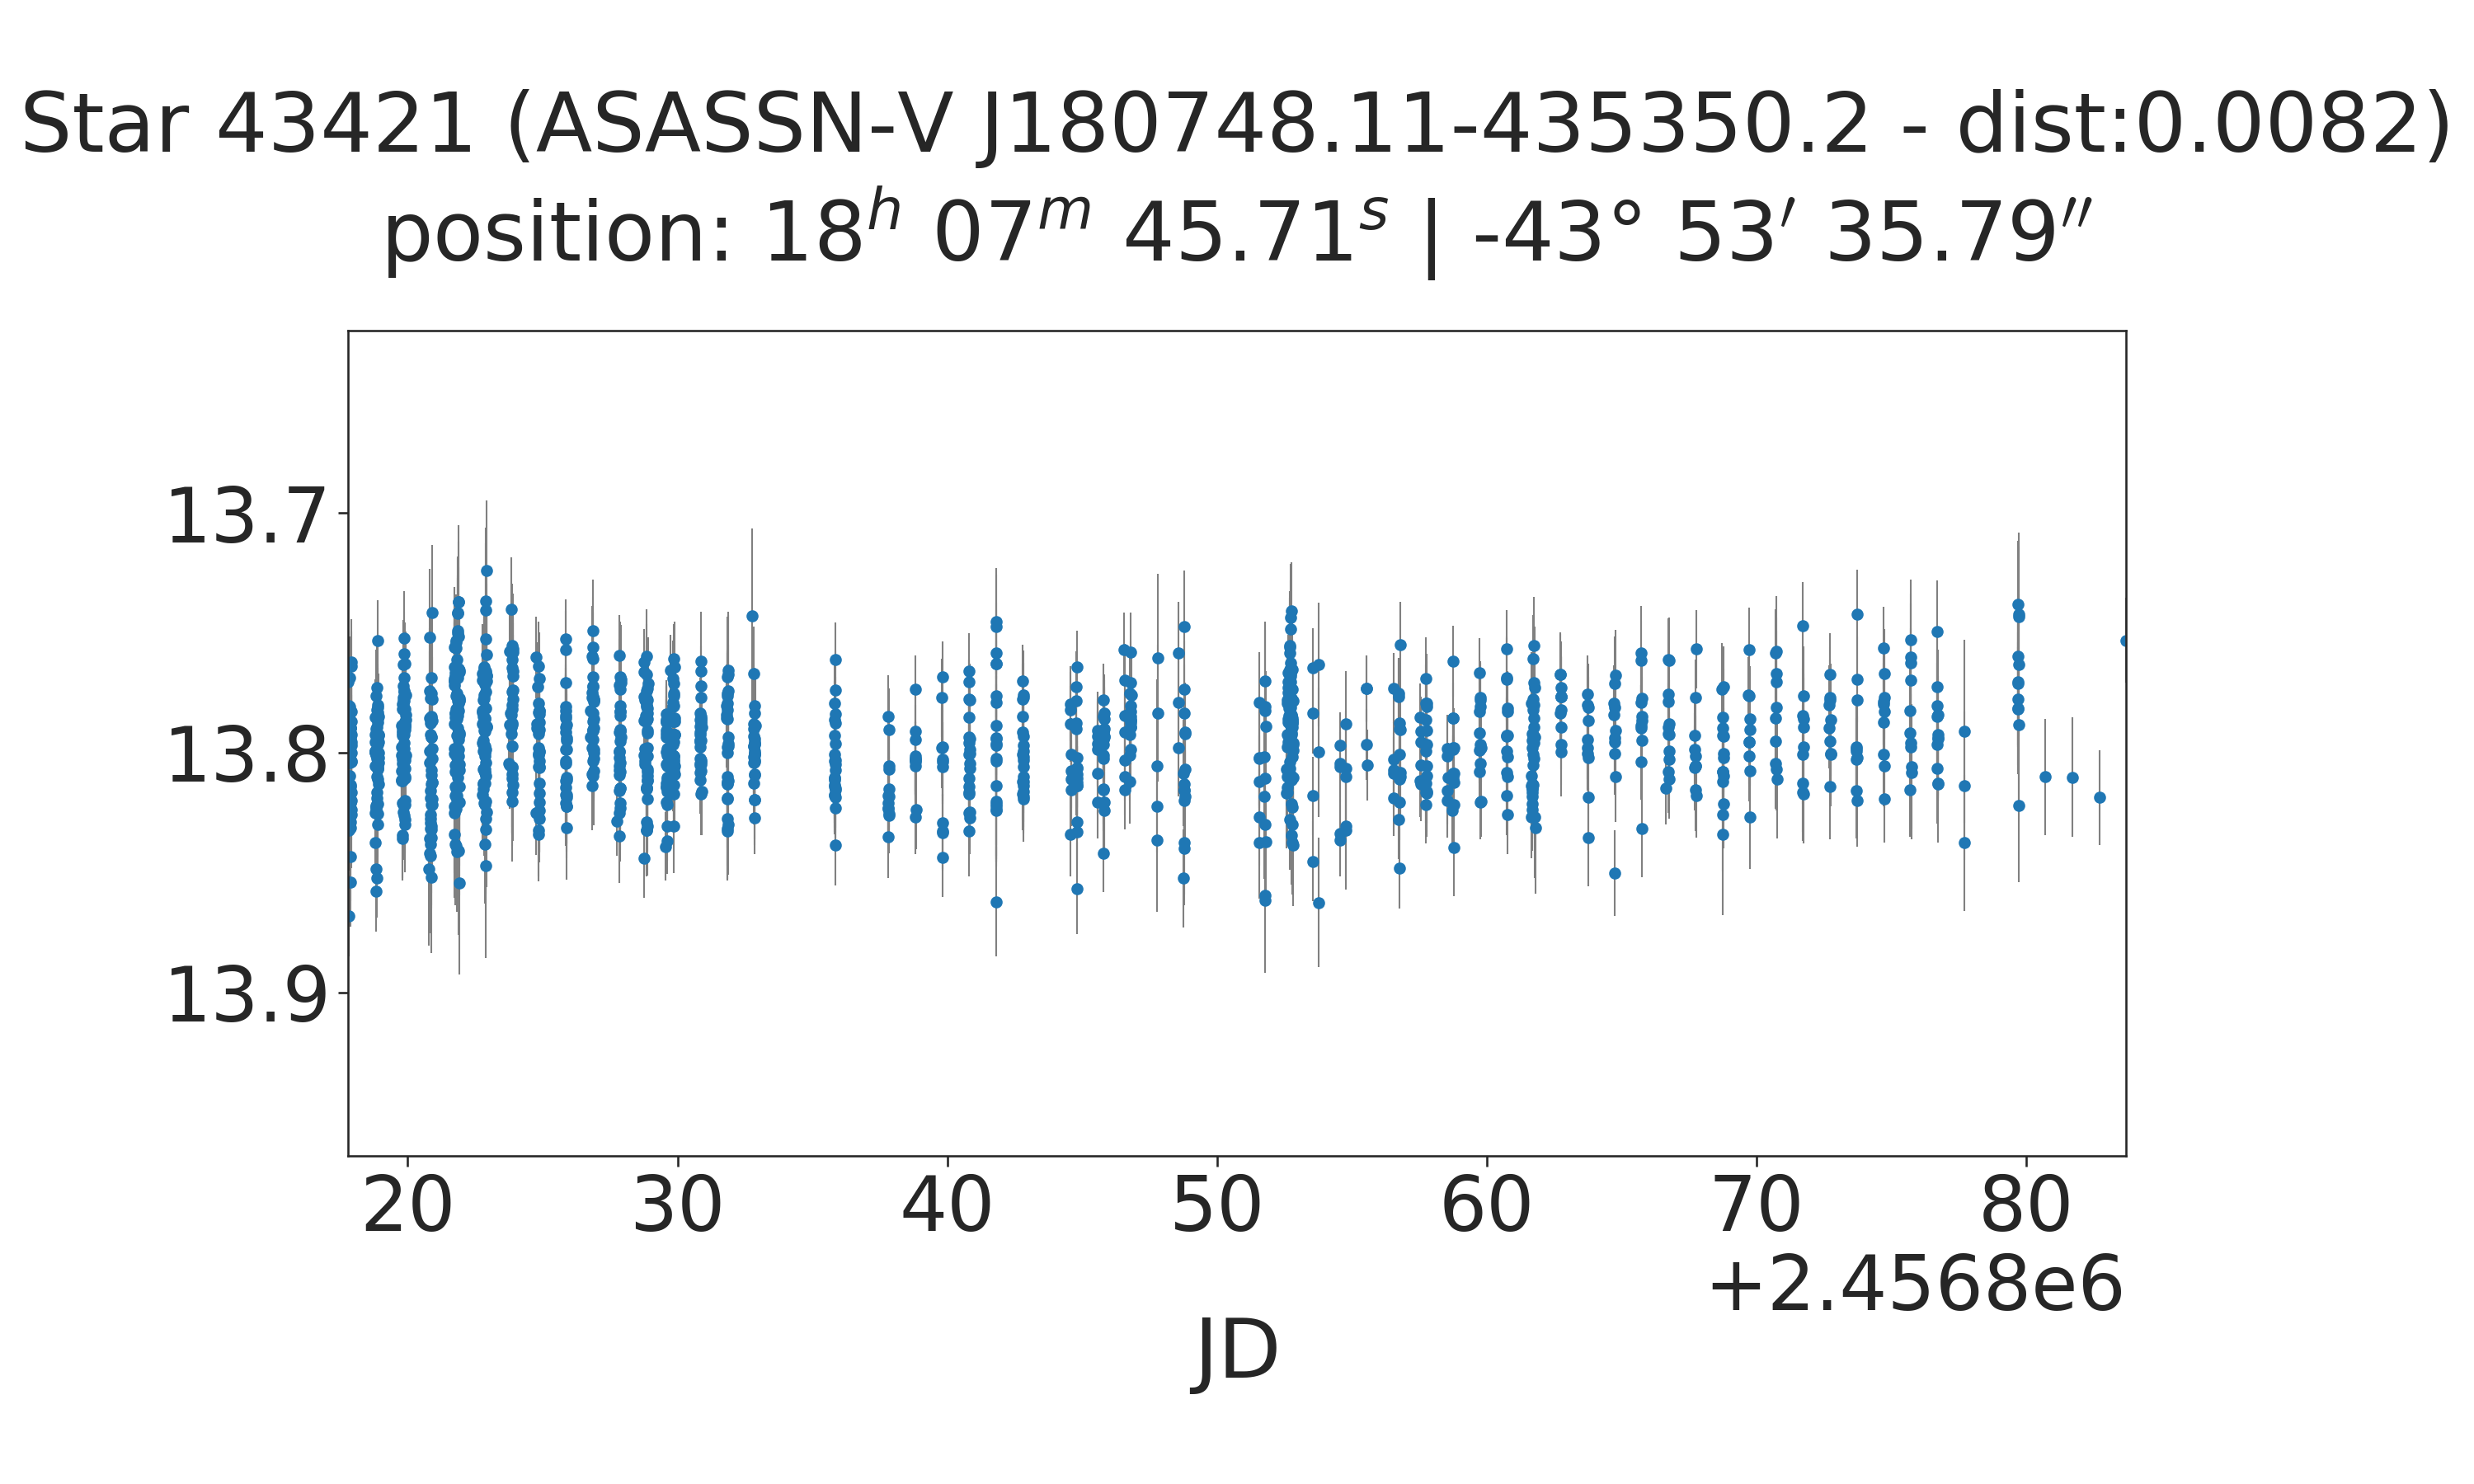 Star 43421 (ASASSN-V J180748.11-435350.2 - dist:0.0082)
position: 18ʰ 07ᵐ 45.71ˢ | -43° 53′ 35.79″
13.7
13.8
13.9
20 30 40 50 60 70 80
+2.4568e6
JD